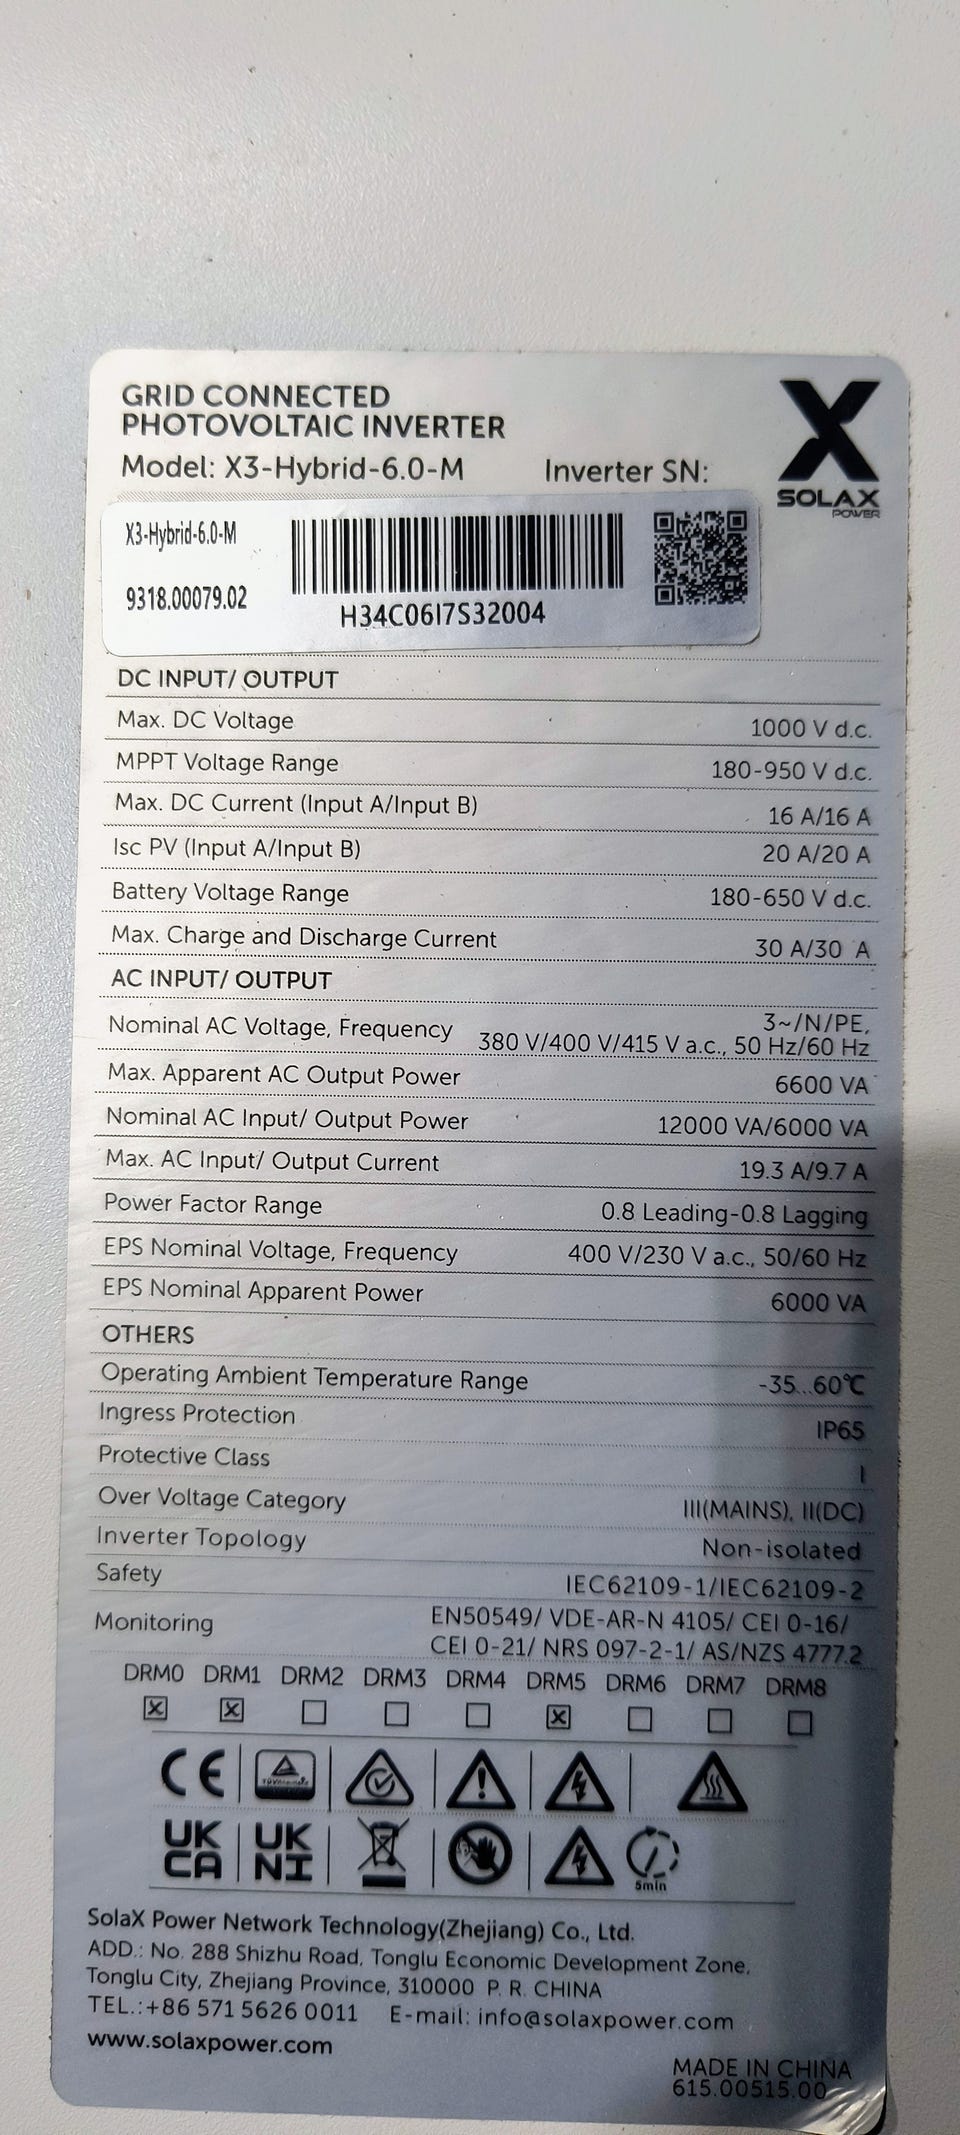 GRID CONNECTED
PHOTOVOLTAIC INVERTER
Model: X3-Hybrid-6.0-M Inverter SN:
SOLAX
POWER
X3-Hybrid-6.0-M
9318.00079.02
H34C06I7S32004
DC INPUT/ OUTPUT
Max. DC Voltage 1000 V d.c.
MPPT Voltage Range 180-950 V d.c.
Max. DC Current (Input A/Input B) 16 A/16 A
Isc PV (Input A/Input B) 20 A/20 A
Battery Voltage Range 180-650 V d.c.
Max. Charge and Discharge Current 30 A/30 A
AC INPUT/ OUTPUT
Nominal AC Voltage, Frequency 3~/N/PE,
380 V/400 V/415 V a.c., 50 Hz/60 Hz
Max. Apparent AC Output Power 6600 VA
Nominal AC Input/ Output Power 12000 VA/6000 VA
Max. AC Input/ Output Current 19.3 A/9.7 A
Power Factor Range 0.8 Leading-0.8 Lagging
EPS Nominal Voltage, Frequency 400 V/230 V a.c., 50/60 Hz
EPS Nominal Apparent Power 6000 VA
OTHERS
Operating Ambient Temperature Range -35...60℃
Ingress Protection IP65
Protective Class I
Over Voltage Category III(MAINS), II(DC)
Inverter Topology Non-isolated
Safety IEC62109-1/IEC62109-2
Monitoring EN50549/ VDE-AR-N 4105/ CEI 0-16/
CEI 0-21/ NRS 097-2-1/ AS/NZS 4777.2
DRM0 DRM1 DRM2 DRM3 DRM4 DRM5 DRM6 DRM7 DRM8
CE
UK
CA
UK
NI
5min
SolaX Power Network Technology(Zhejiang) Co., Ltd.
ADD.: No. 288 Shizhu Road, Tonglu Economic Development Zone,
Tonglu City, Zhejiang Province, 310000 P. R. CHINA
TEL.:+86 571 5626 0011 E-mail: info@solaxpower.com
www.solaxpower.com
MADE IN CHINA
615.00515.00